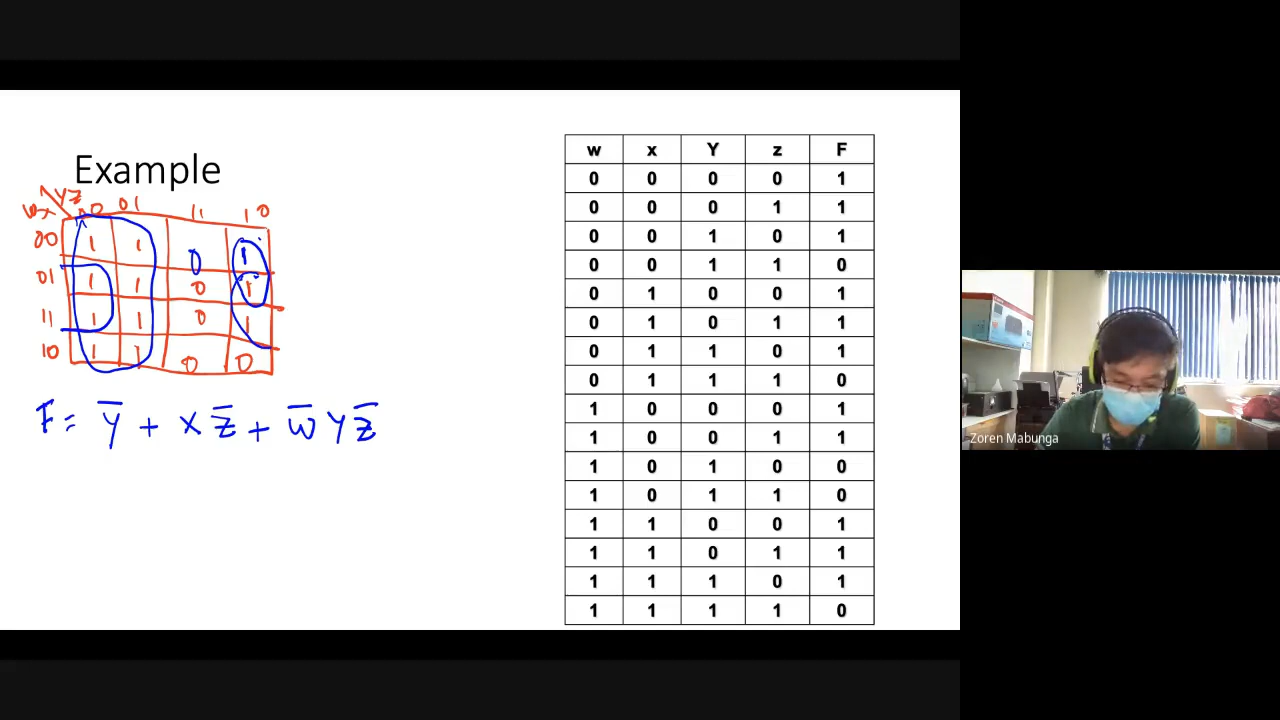 Example
YZ
wx 00 01 11 10
00 1 1 0 1
01 1 1 0 1
11 1 1 0 1
10 1 1 0 0
F = Y̅ + X Z̅ + W̅ Y Z̅
w x Y z F
0 0 0 0 1
0 0 0 1 1
0 0 1 0 1
0 0 1 1 0
0 1 0 0 1
0 1 0 1 1
0 1 1 0 1
0 1 1 1 0
1 0 0 0 1
1 0 0 1 1
1 0 1 0 0
1 0 1 1 0
1 1 0 0 1
1 1 0 1 1
1 1 1 0 1
1 1 1 1 0
Zoren Mabunga